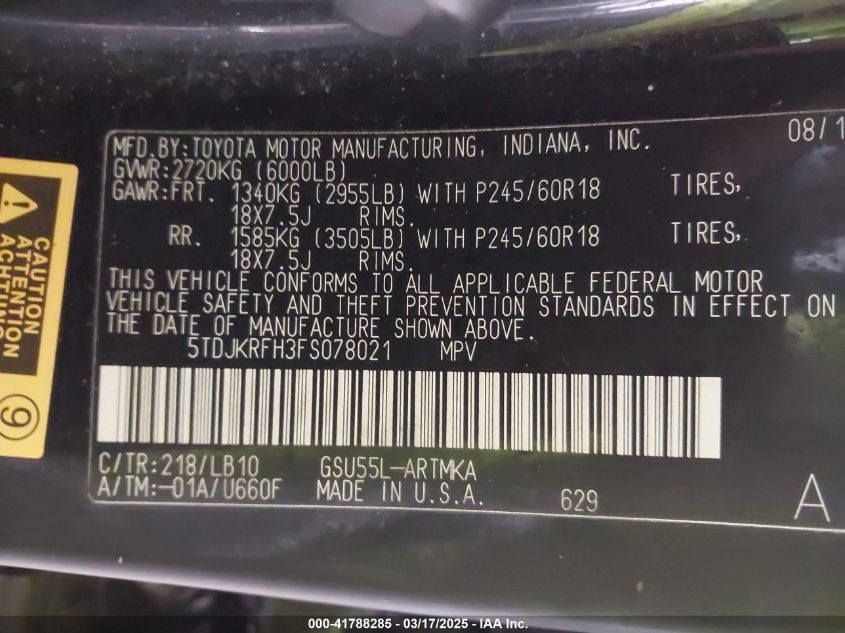 MFD.BY:TOYOTA MOTOR MANUFACTURING, INDIANA, INC. 08/1
GVWR:2720KG (6000LB)
GAWR:FRT. 1340KG (2955LB) WITH P245/60R18 TIRES,
18X7.5J RIMS.
RR. 1585KG (3505LB) WITH P245/60R18 TIRES,
18X7.5J RIMS.
THIS VEHICLE CONFORMS TO ALL APPLICABLE FEDERAL MOTOR
VEHICLE SAFETY AND THEFT PREVENTION STANDARDS IN EFFECT ON
THE DATE OF MANUFACTURE SHOWN ABOVE.
5TDJKRFH3FS078021 MPV
C/TR:218/LB10 GSU55L-ARTMKA
A/TM:-01A/U660F MADE IN U.S.A. 629 A
CAUTION
ATTENTION
ACHTUNG
9
000-41788285 - 03/17/2025 - IAA Inc.